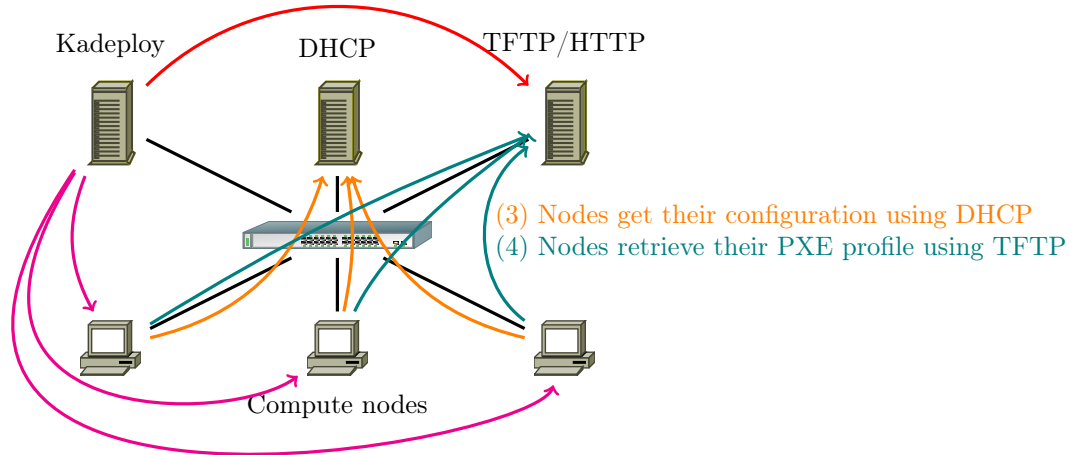 Kadeploy
DHCP
TFTP/HTTP
(3) Nodes get their configuration using DHCP
(4) Nodes retrieve their PXE profile using TFTP
Compute nodes